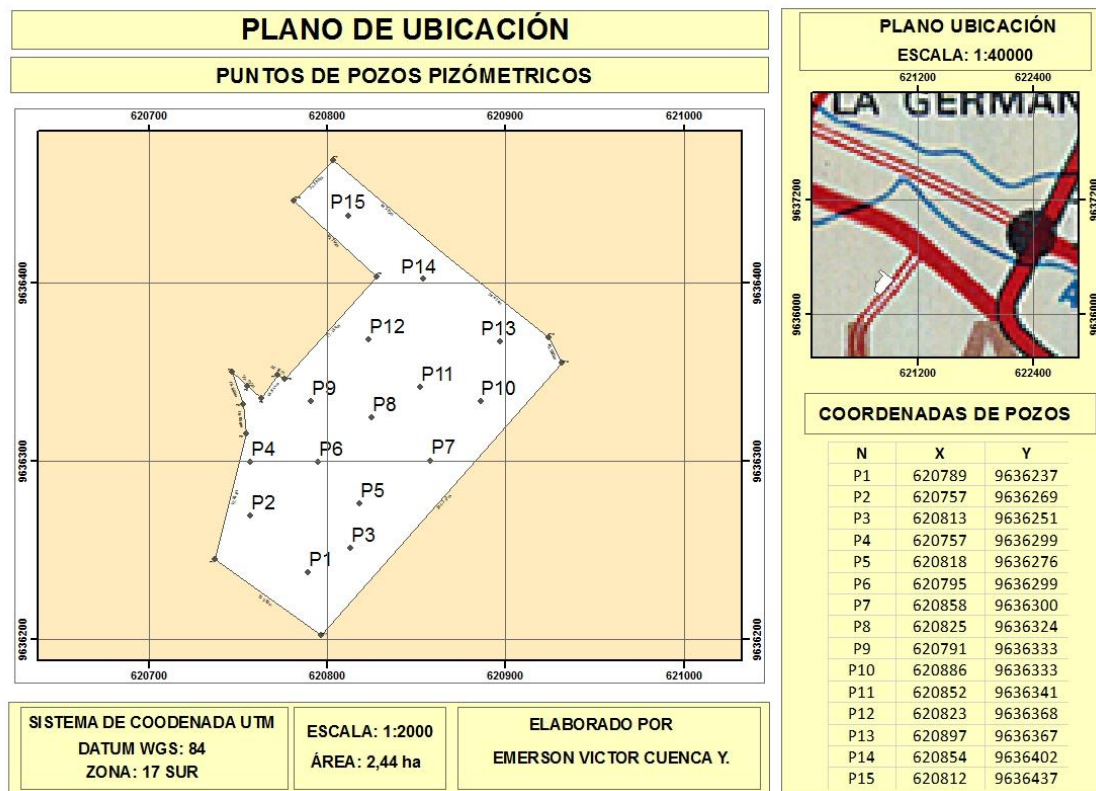 PLANO DE UBICACIÓN
PUNTOS DE POZOS PIZÓMETRICOS
620700 620800 620900 621000
9636400 9636400
9636300 9636300
9636200 9636200
P15
P14
P12
P13
P11
P9
P10
P8
P4
P6
P7
P5
P2
P3
P1
620700 620800 620900 621000
SISTEMA DE COODENADA UTM
DATUM WGS: 84
ZONA: 17 SUR
ESCALA: 1:2000
ÁREA: 2,44 ha
ELABORADO POR
EMERSON VICTOR CUENCA Y.
PLANO UBICACIÓN
ESCALA: 1:40000
621200 622400
LA GERMAN
9637200 9637200
9636000 9636000
621200 622400
COORDENADAS DE POZOS
N X Y
P1 620789 9636237
P2 620757 9636269
P3 620813 9636251
P4 620757 9636299
P5 620818 9636276
P6 620795 9636299
P7 620858 9636300
P8 620825 9636324
P9 620791 9636333
P10 620886 9636333
P11 620852 9636341
P12 620823 9636368
P13 620897 9636367
P14 620854 9636402
P15 620812 9636437